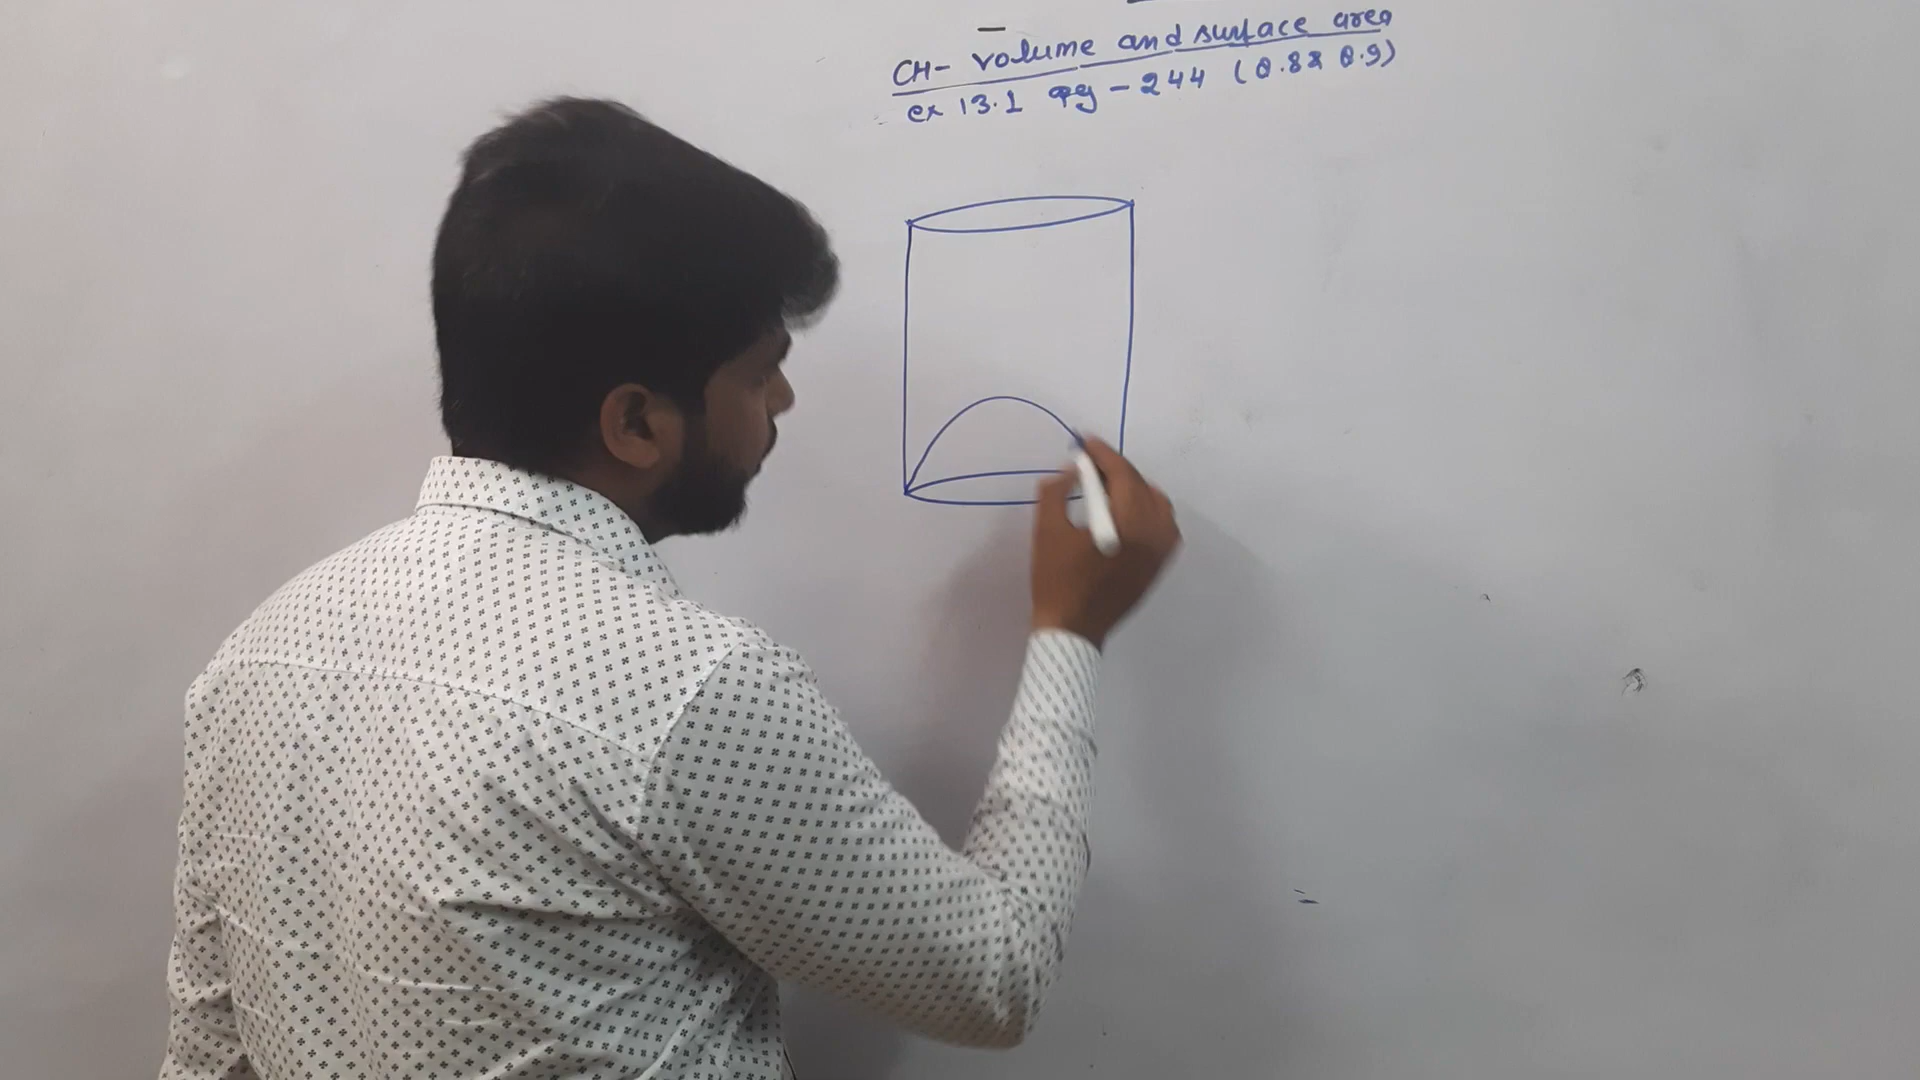 CH- volume and surface area
ex 13.1 pg - 244 (Q.8 & Q.9)